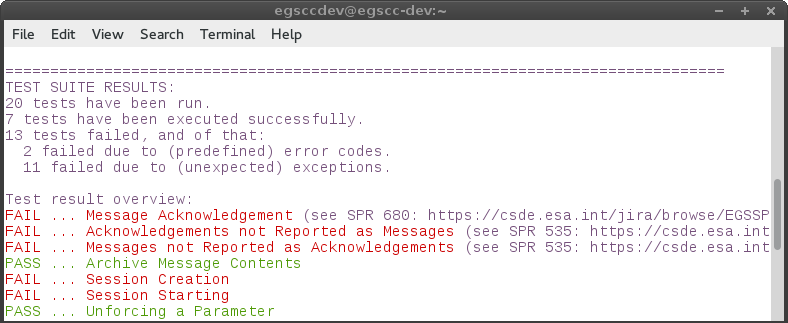 egsccdev@egscc-dev:~
File Edit View Search Terminal Help
================================================================================
TEST SUITE RESULTS:
20 tests have been run.
7 tests have been executed successfully.
13 tests failed, and of that:
  2 failed due to (predefined) error codes.
  11 failed due to (unexpected) exceptions.
Test result overview:
FAIL ... Message Acknowledgement (see SPR 680: https://csde.esa.int/jira/browse/EGSSP
FAIL ... Acknowledgements not Reported as Messages (see SPR 535: https://csde.esa.int
FAIL ... Messages not Reported as Acknowledgements (see SPR 535: https://csde.esa.int
PASS ... Archive Message Contents
FAIL ... Session Creation
FAIL ... Session Starting
PASS ... Unforcing a Parameter